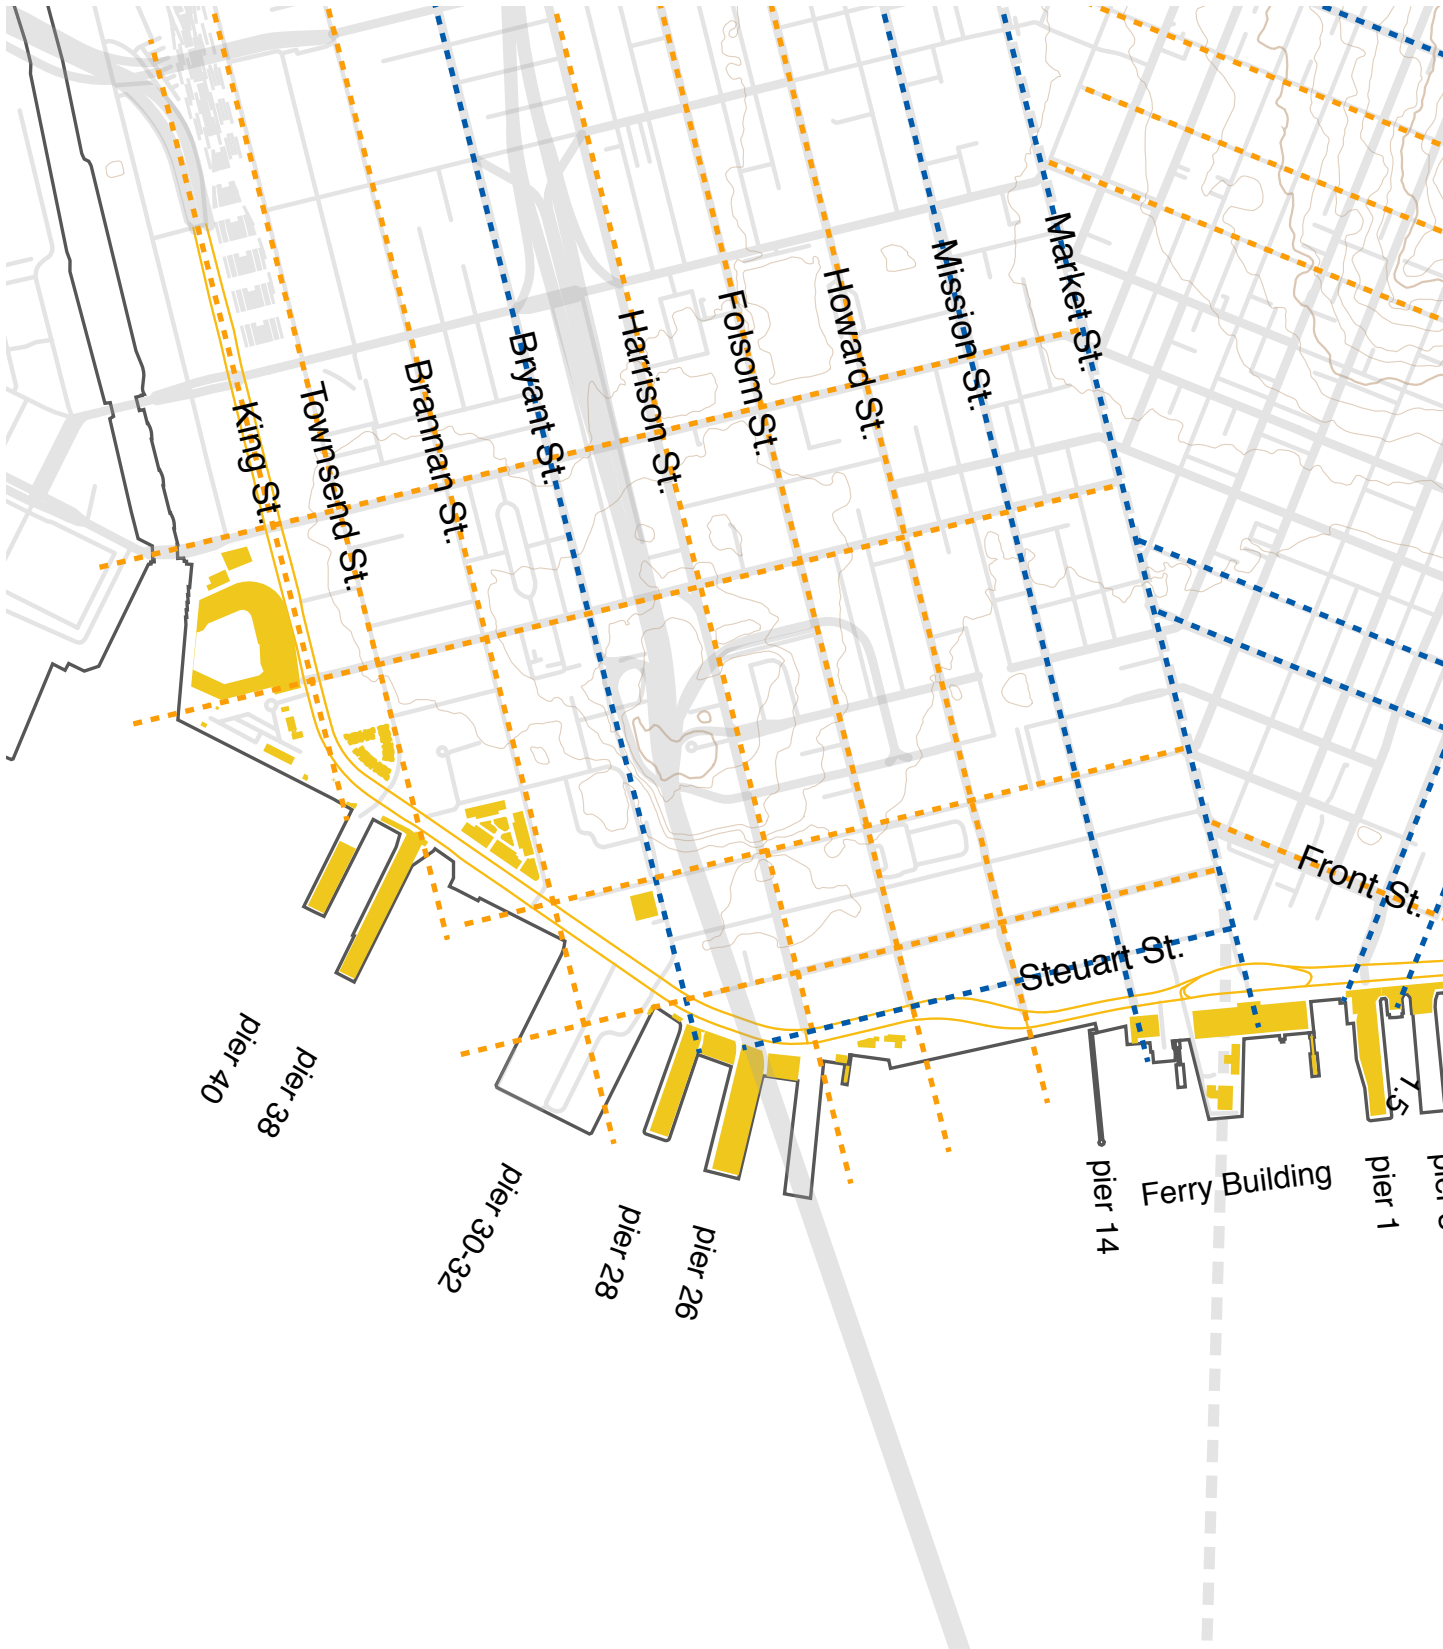 Market St.
Mission St.
Howard St.
Folsom St.
Harrison St.
Bryant St.
Brannan St.
Townsend St.
King St.
Front St.
Steuart St.
pier 40
pier 38
pier 30-32
pier 28
pier 26
pier 14
Ferry Building
pier 1
1.5